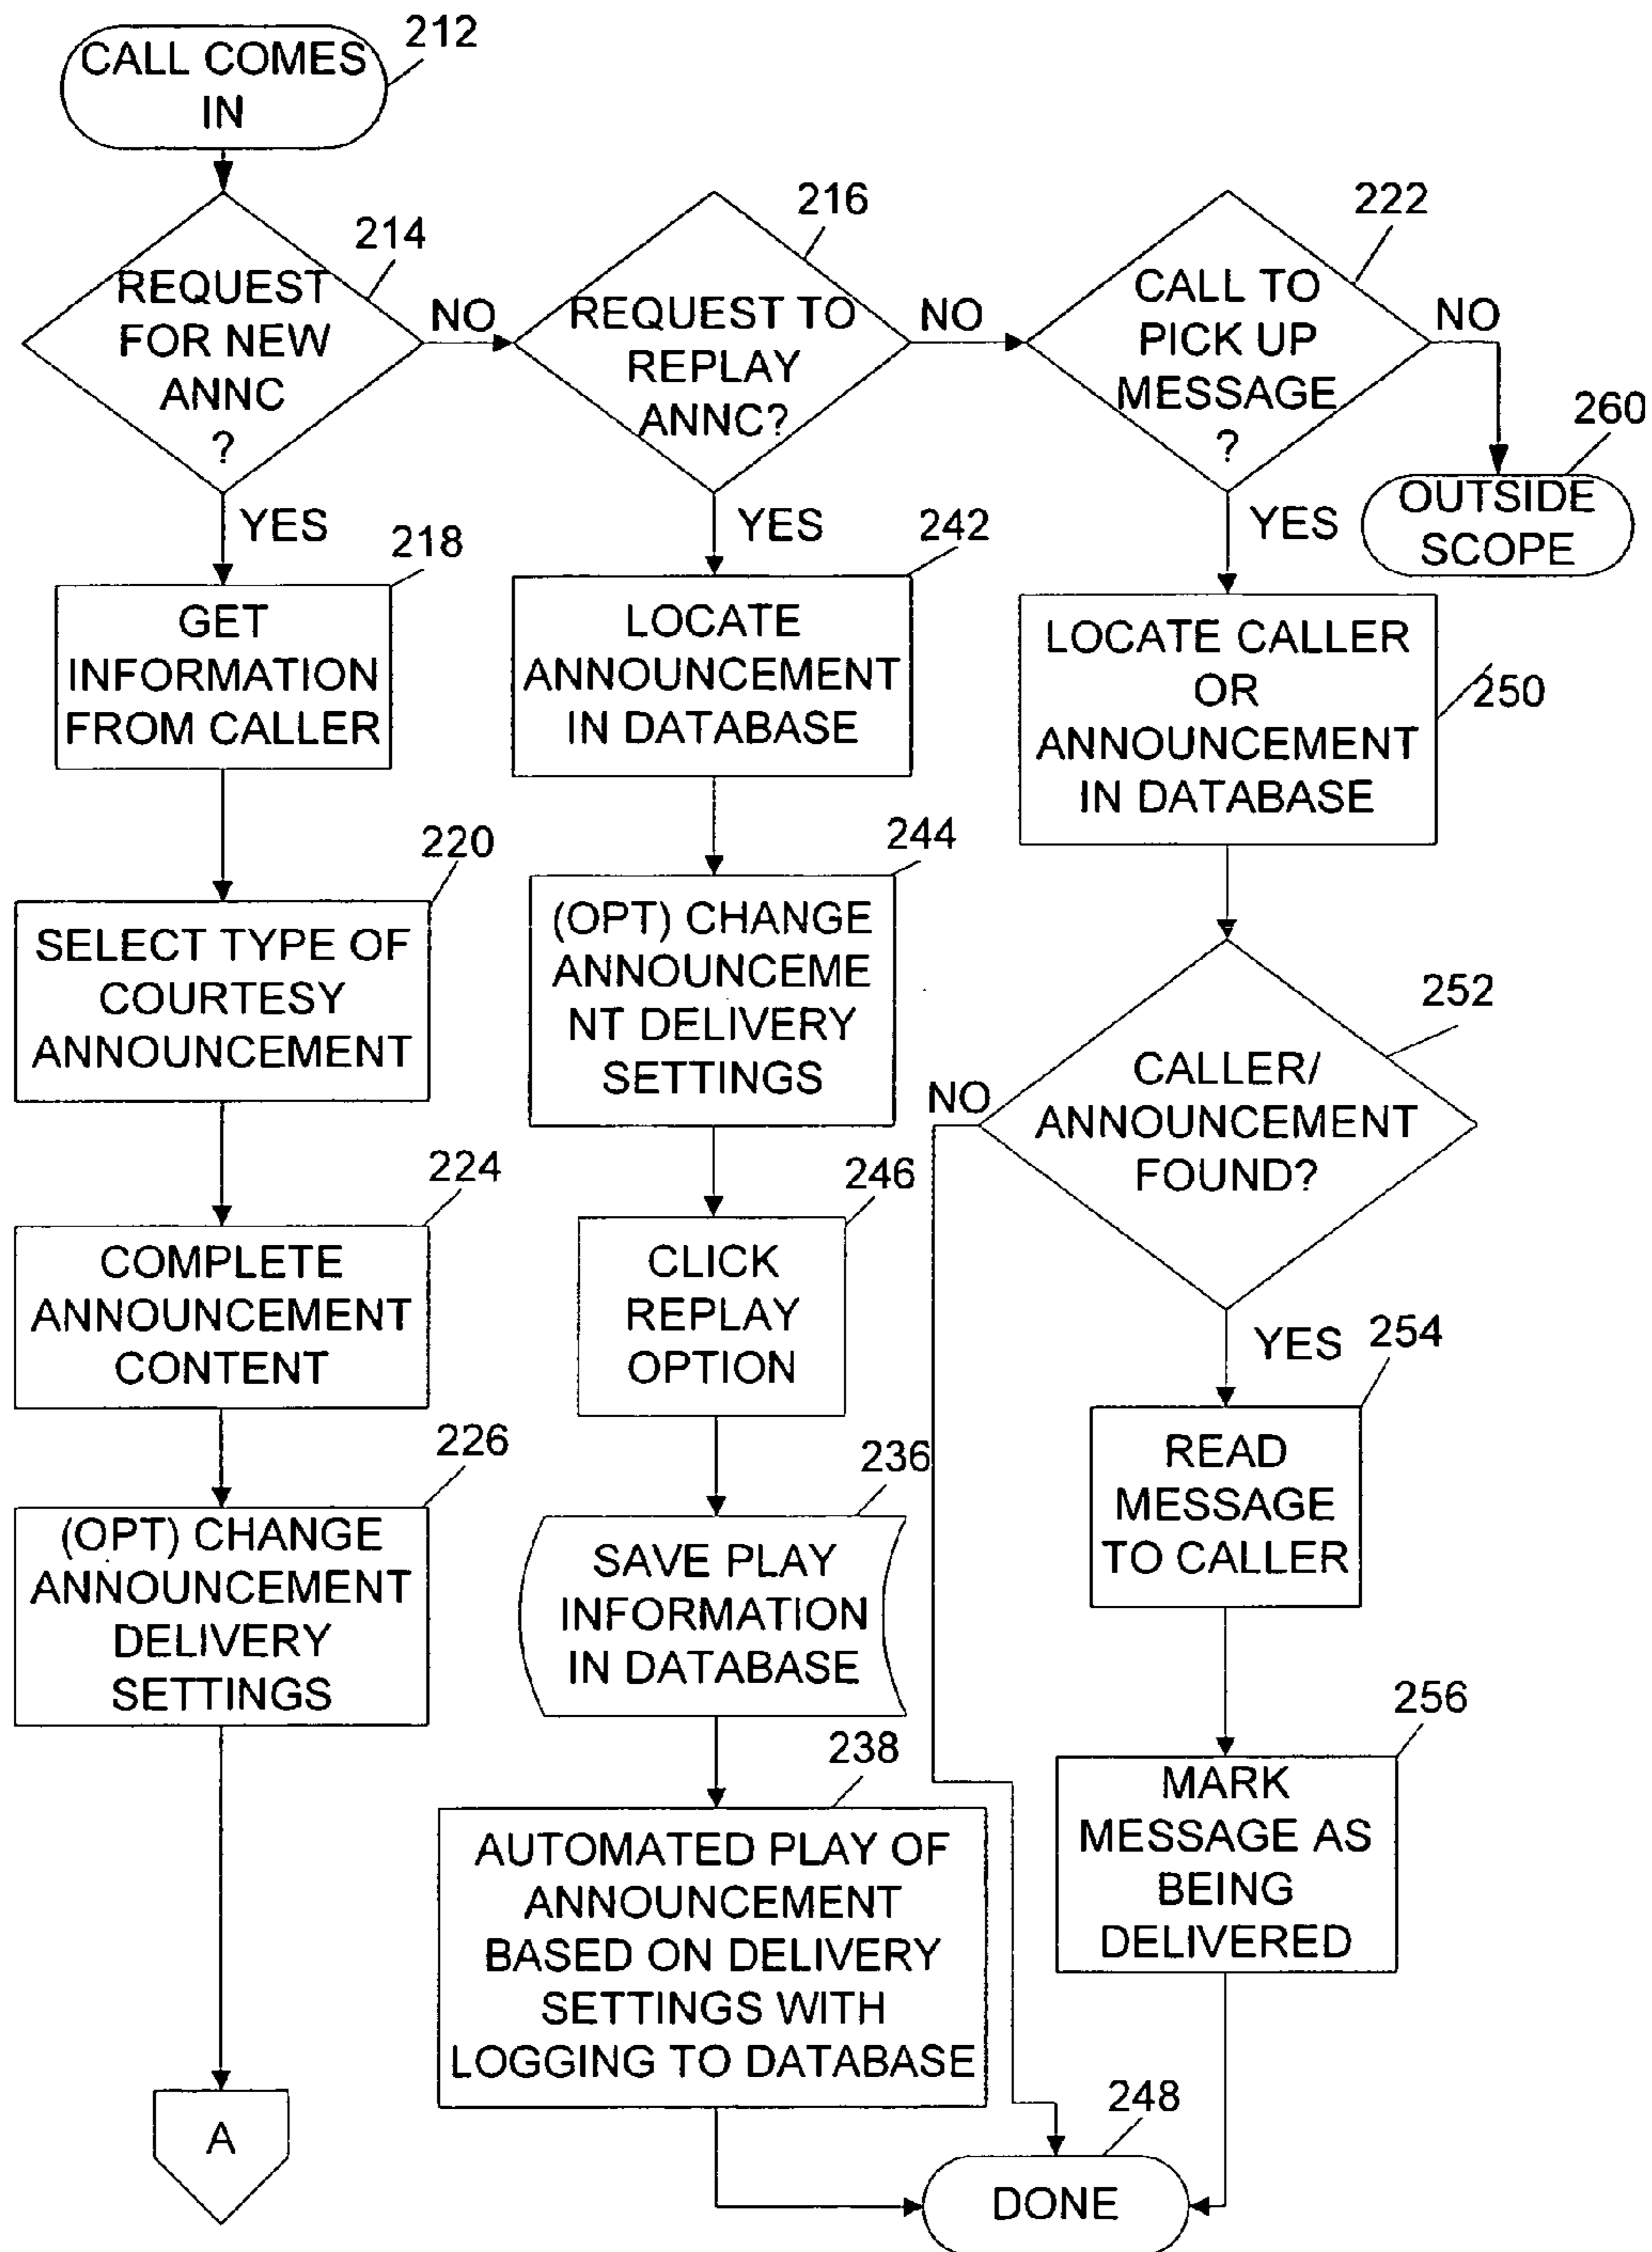 CALL COMES
IN
212
214
REQUEST
FOR NEW
ANNC
?
NO
216
REQUEST TO
REPLAY
ANNC?
NO
222
CALL TO
PICK UP
MESSAGE
?
NO
260
OUTSIDE
SCOPE
YES
218
GET
INFORMATION
FROM CALLER
220
SELECT TYPE OF
COURTESY
ANNOUNCEMENT
224
COMPLETE
ANNOUNCEMENT
CONTENT
226
(OPT) CHANGE
ANNOUNCEMENT
DELIVERY
SETTINGS
A
YES
242
LOCATE
ANNOUNCEMENT
IN DATABASE
244
(OPT) CHANGE
ANNOUNCEME
NT DELIVERY
SETTINGS
246
CLICK
REPLAY
OPTION
236
SAVE PLAY
INFORMATION
IN DATABASE
238
AUTOMATED PLAY OF
ANNOUNCEMENT
BASED ON DELIVERY
SETTINGS WITH
LOGGING TO DATABASE
YES
LOCATE CALLER
OR
ANNOUNCEMENT
IN DATABASE
250
252
CALLER/
ANNOUNCEMENT
FOUND?
NO
YES
254
READ
MESSAGE
TO CALLER
256
MARK
MESSAGE AS
BEING
DELIVERED
248
DONE